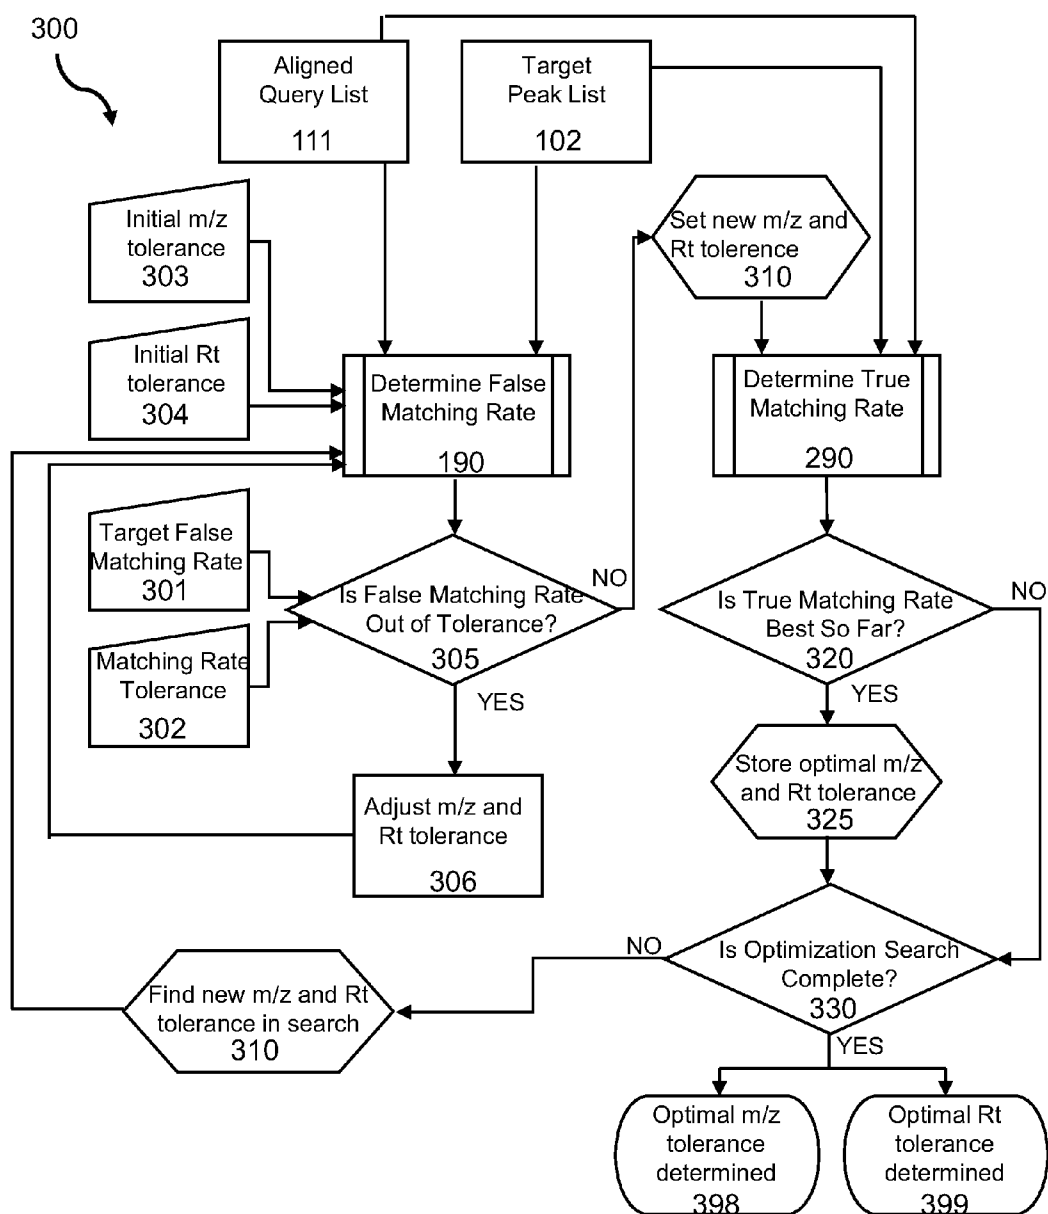 300
Aligned
Query List
111
Target
Peak List
102
Initial m/z
tolerance
303
Set new m/z and
Rt tolerence
310
Initial Rt
tolerance
304
Determine False
Matching Rate
190
Determine True
Matching Rate
290
Target False
Matching Rate
301
Is False Matching Rate
Out of Tolerance?
305
NO
YES
Is True Matching Rate
Best So Far?
320
NO
YES
Matching Rate
Tolerance
302
Adjust m/z and
Rt tolerance
306
Store optimal m/z
and Rt tolerance
325
Is Optimization Search
Complete?
330
NO
YES
Find new m/z and Rt
tolerance in search
310
Optimal m/z
tolerance
determined
398
Optimal Rt
tolerance
determined
399